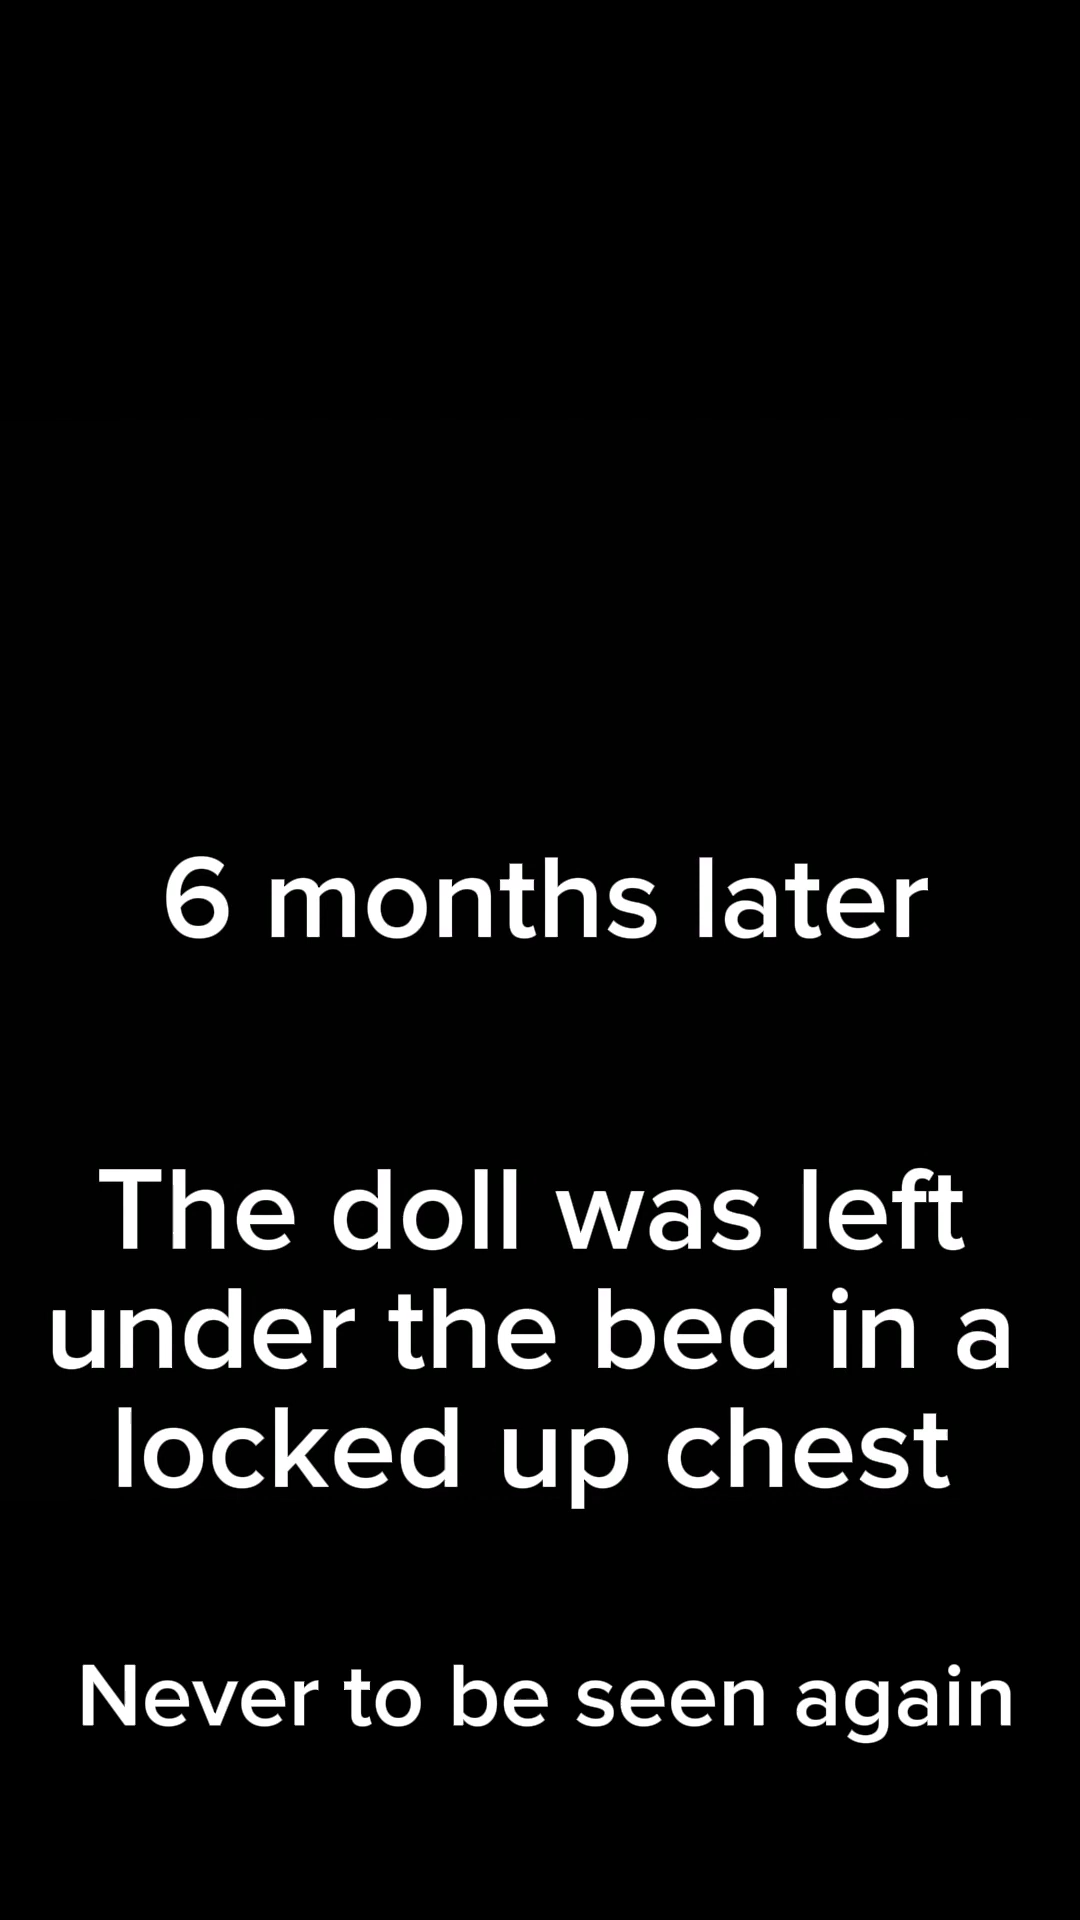 6 months later
The doll was left
under the bed in a
locked up chest
Never to be seen again